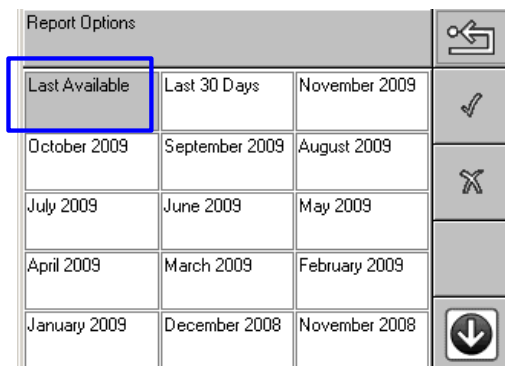 Report Options
Last Available Last 30 Days November 2009
October 2009 September 2009 August 2009
July 2009 June 2009 May 2009
April 2009 March 2009 February 2009
January 2009 December 2008 November 2008